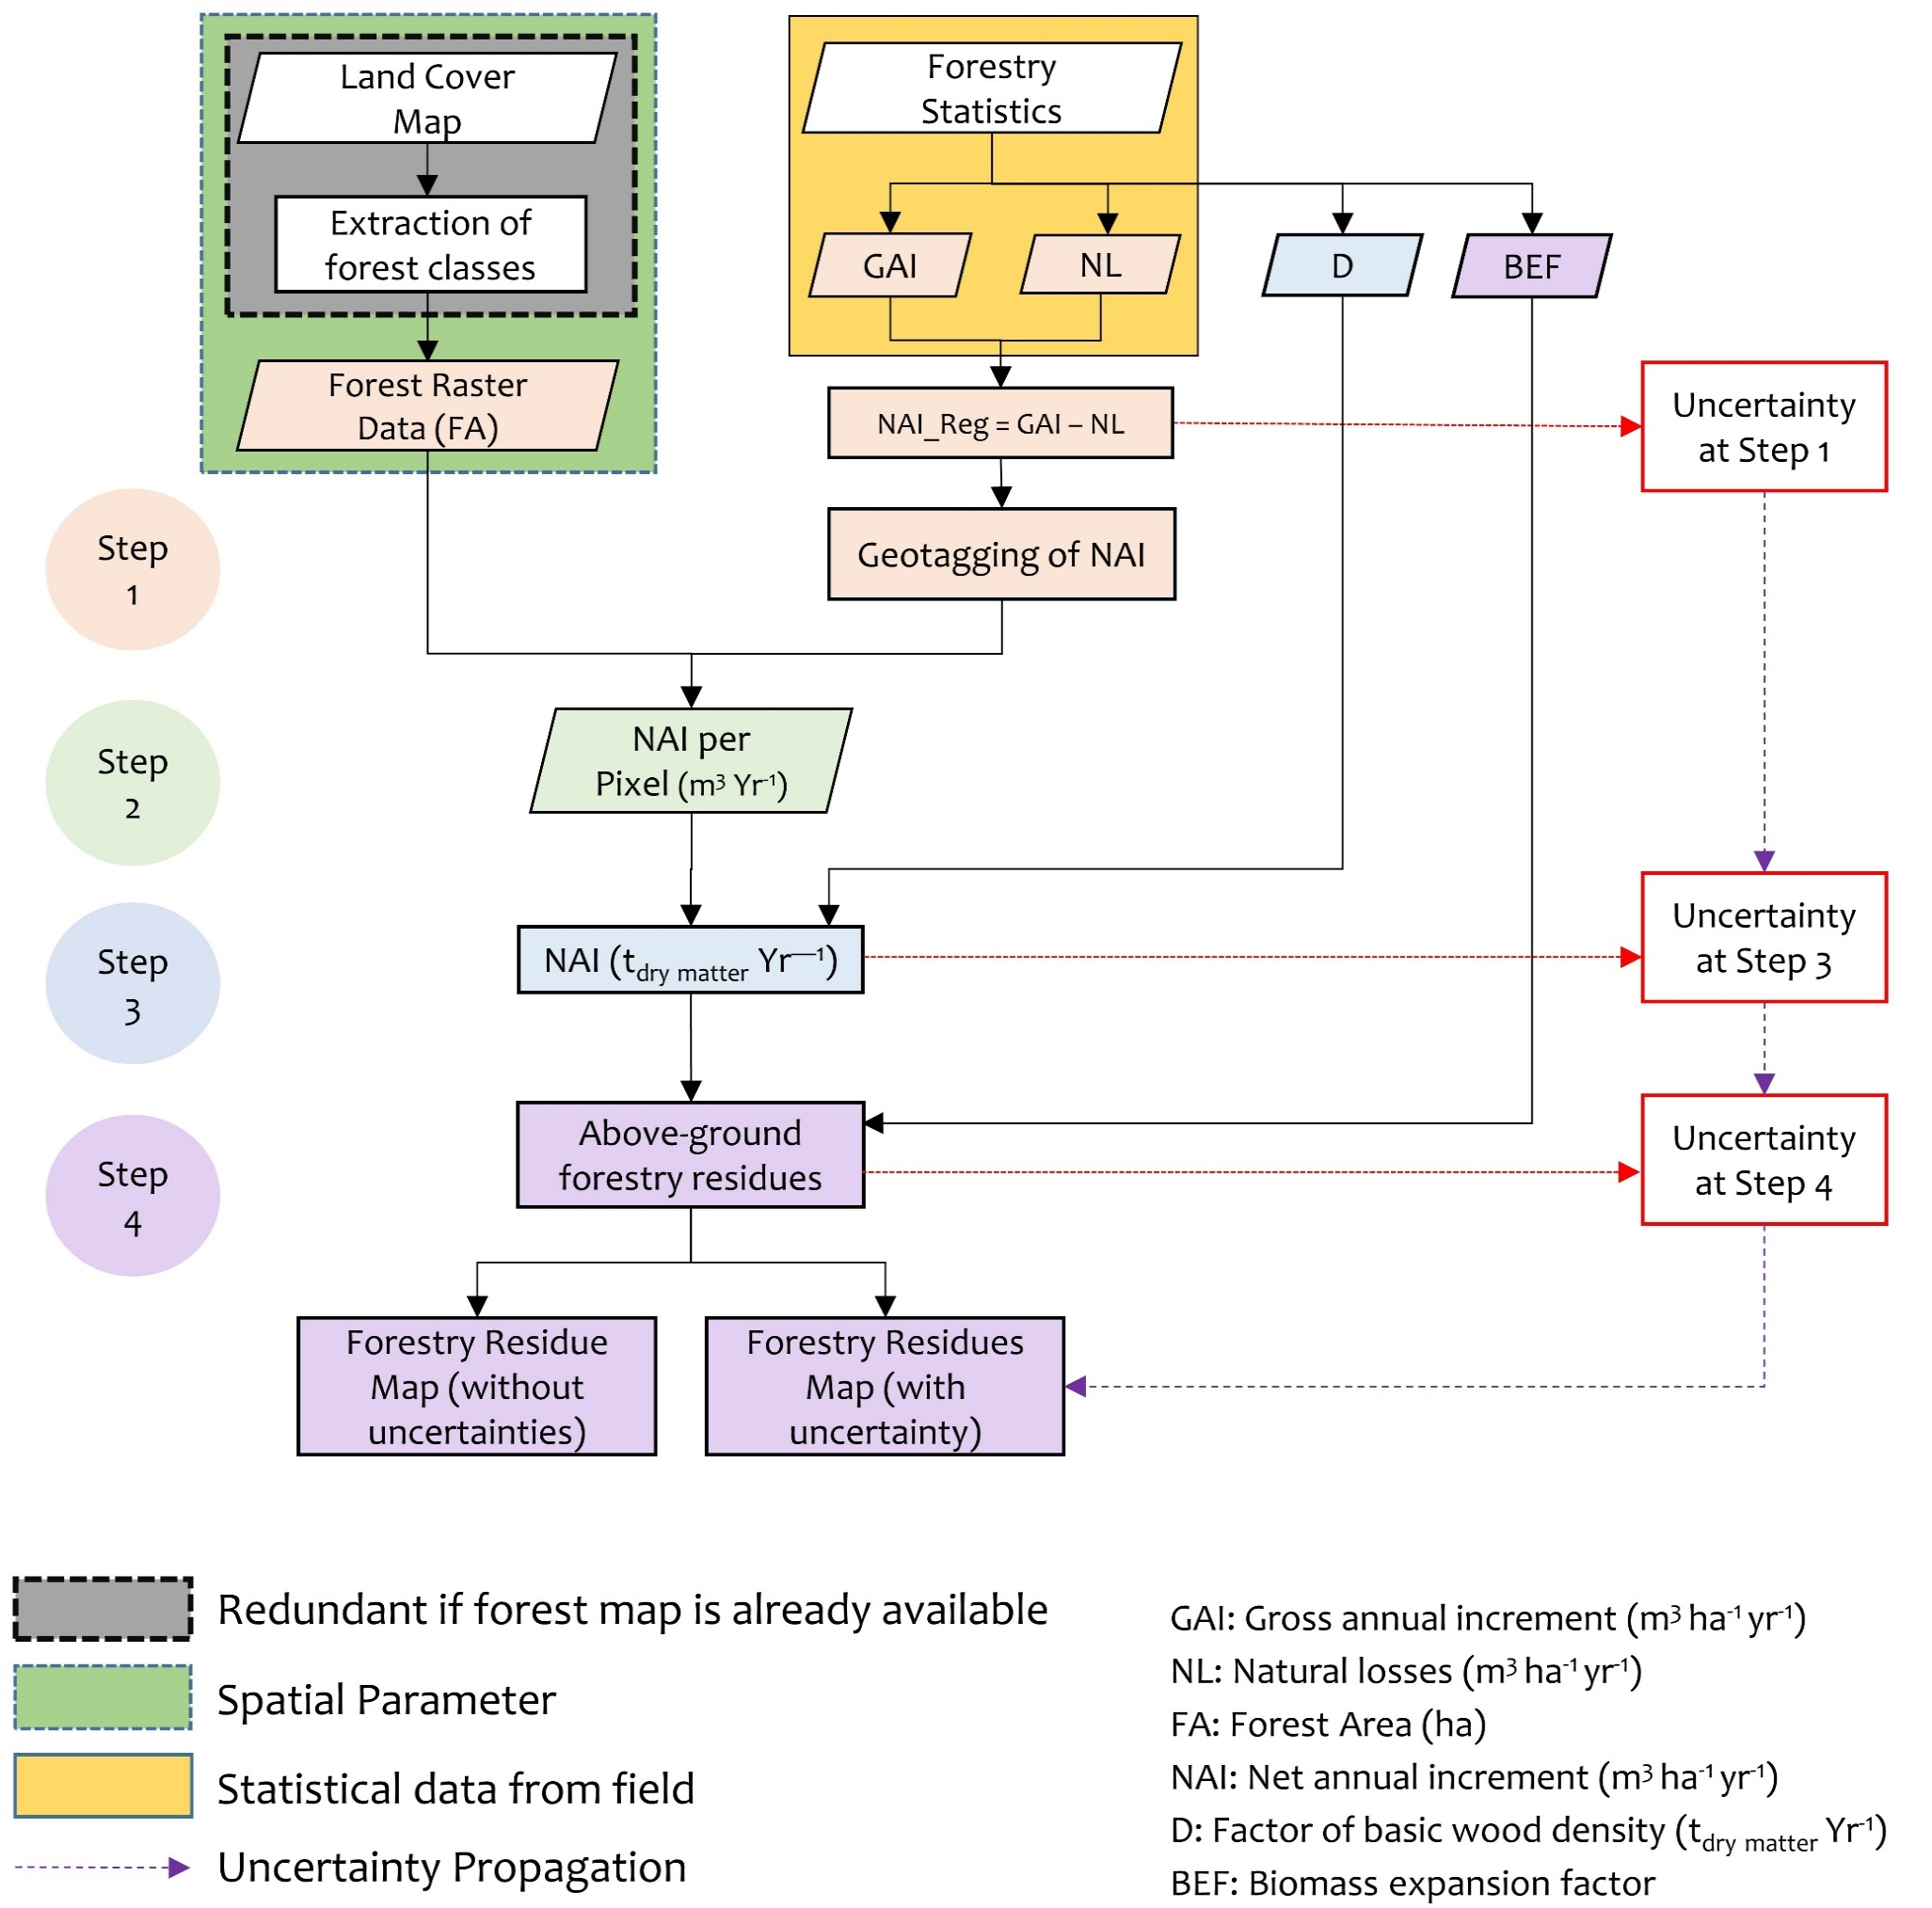 Land Cover
Map
Extraction of
forest classes
Forest Raster
Data (FA)
Forestry
Statistics
GAI
NL
D
BEF
NAI_Reg = GAI – NL
Geotagging of NAI
Uncertainty
at Step 1
Step
1
NAI per
Pixel (m³ Yr⁻¹)
Step
2
NAI (t_dry matter Yr—¹)
Uncertainty
at Step 3
Step
3
Above-ground
forestry residues
Uncertainty
at Step 4
Step
4
Forestry Residue
Map (without
uncertainties)
Forestry Residues
Map (with
uncertainty)
Redundant if forest map is already available
Spatial Parameter
Statistical data from field
Uncertainty Propagation
GAI: Gross annual increment (m³ ha⁻¹ yr⁻¹)
NL: Natural losses (m³ ha⁻¹ yr⁻¹)
FA: Forest Area (ha)
NAI: Net annual increment (m³ ha⁻¹ yr⁻¹)
D: Factor of basic wood density (t_dry matter Yr⁻¹)
BEF: Biomass expansion factor